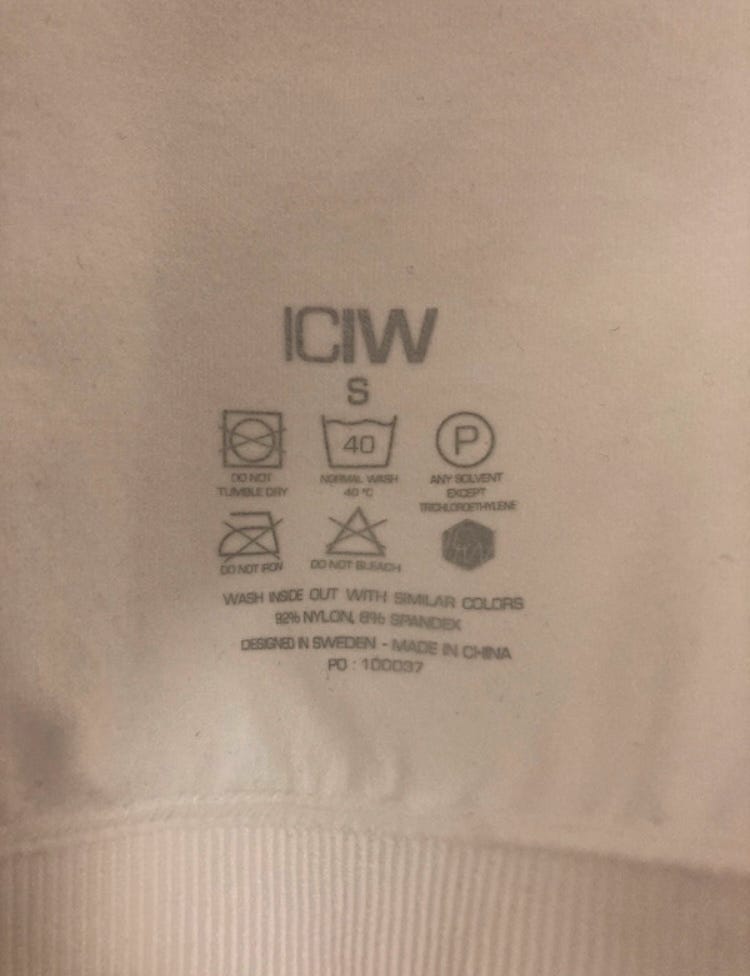 ICIW
S
40
P
DO NOT
TUMBLE DRY
NORMAL WASH
40 °C
ANY SOLVENT
EXCEPT
TRICHLOROETHYLENE
DO NOT IRON
DO NOT BLEACH
WASH INSIDE OUT WITH SIMILAR COLORS
92% NYLON, 8% SPANDEX
DESIGNED IN SWEDEN - MADE IN CHINA
PO : 100037